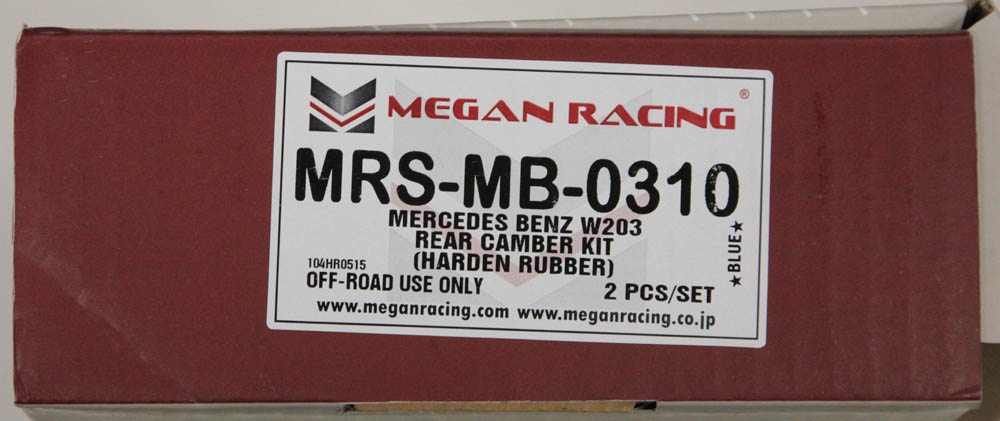 MEGAN RACING ®
MRS-MB-0310
MERCEDES BENZ W203
REAR CAMBER KIT
104HR0515 (HARDEN RUBBER)
OFF-ROAD USE ONLY 2 PCS/SET
★BLUE★
www.meganracing.com www.meganracing.co.jp